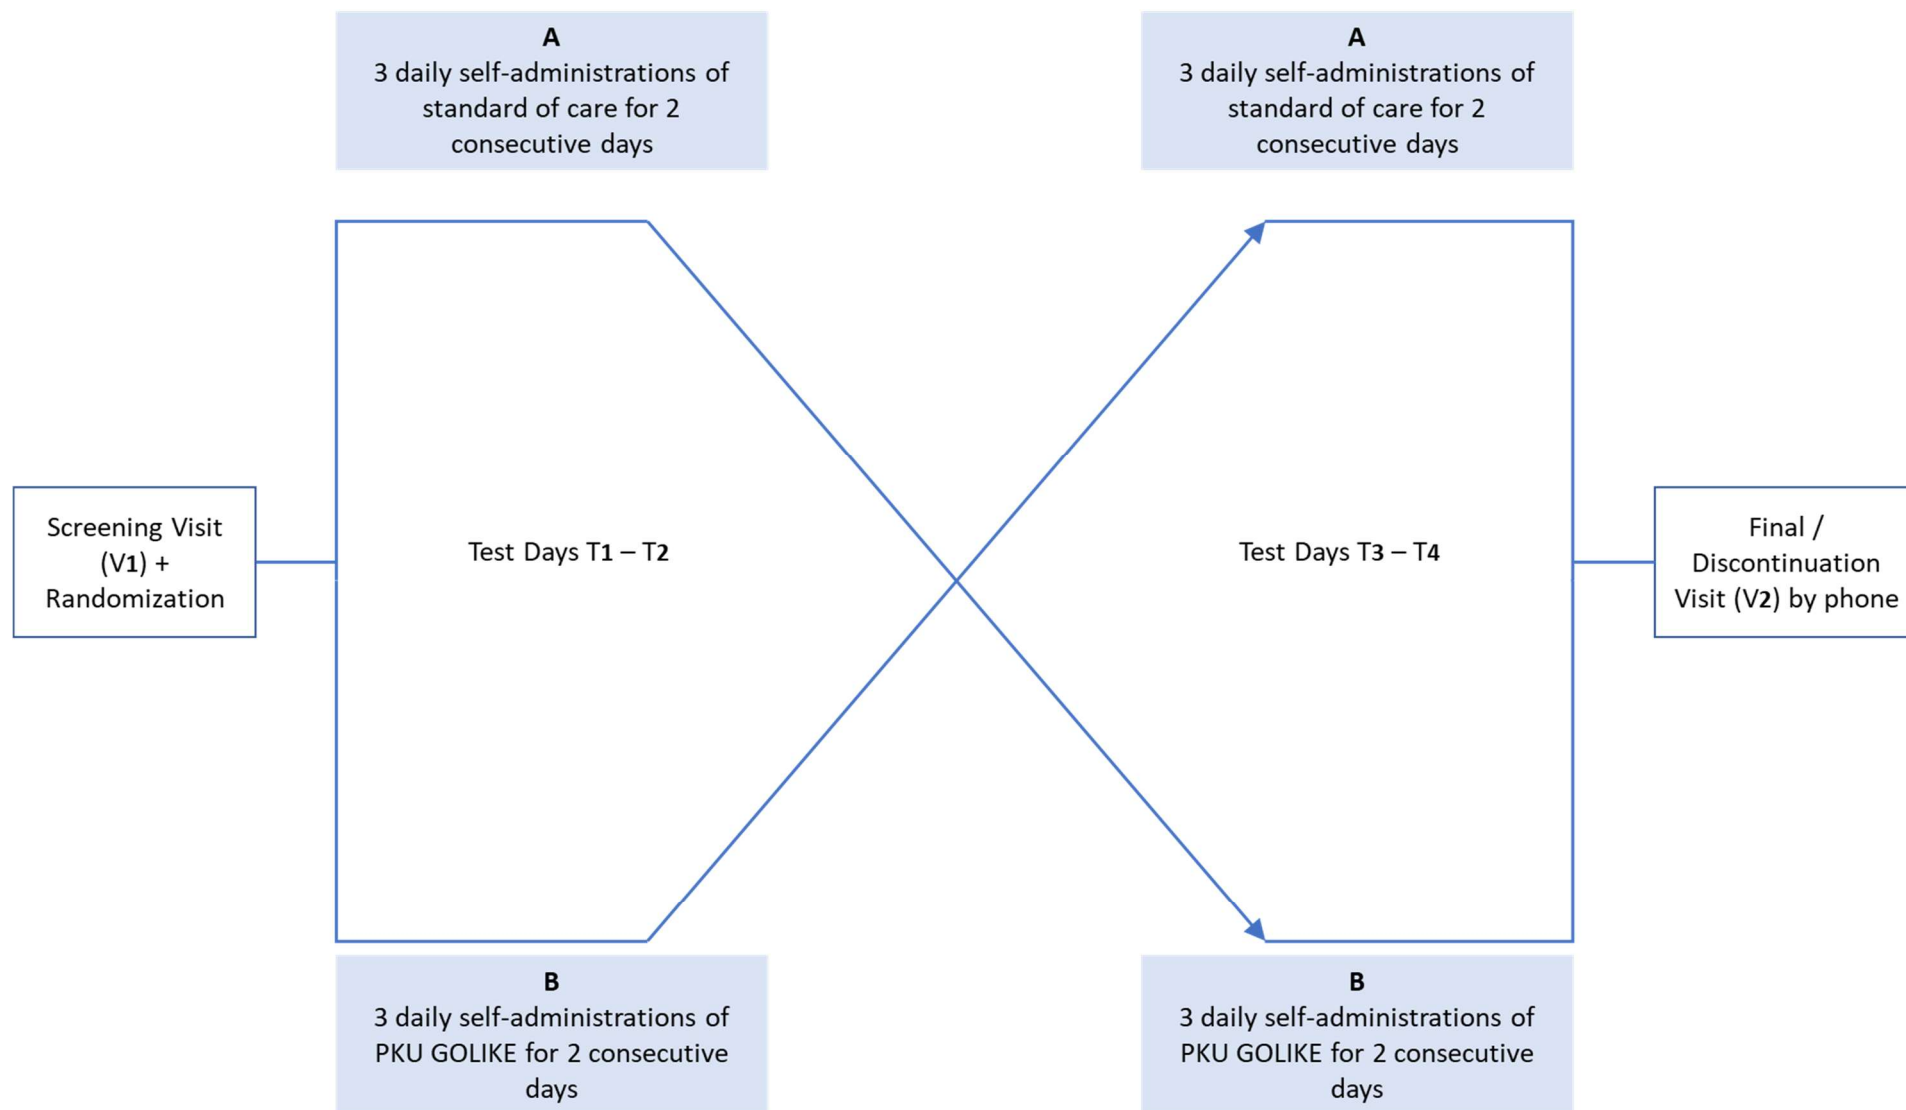 A
3 daily self-administrations of
standard of care for 2
consecutive days
A
3 daily self-administrations of
standard of care for 2
consecutive days
Screening Visit
(V1) +
Randomization
Test Days T1 – T2
Test Days T3 – T4
Final /
Discontinuation
Visit (V2) by phone
B
3 daily self-administrations of
PKU GOLIKE for 2 consecutive
days
B
3 daily self-administrations of
PKU GOLIKE for 2 consecutive
days